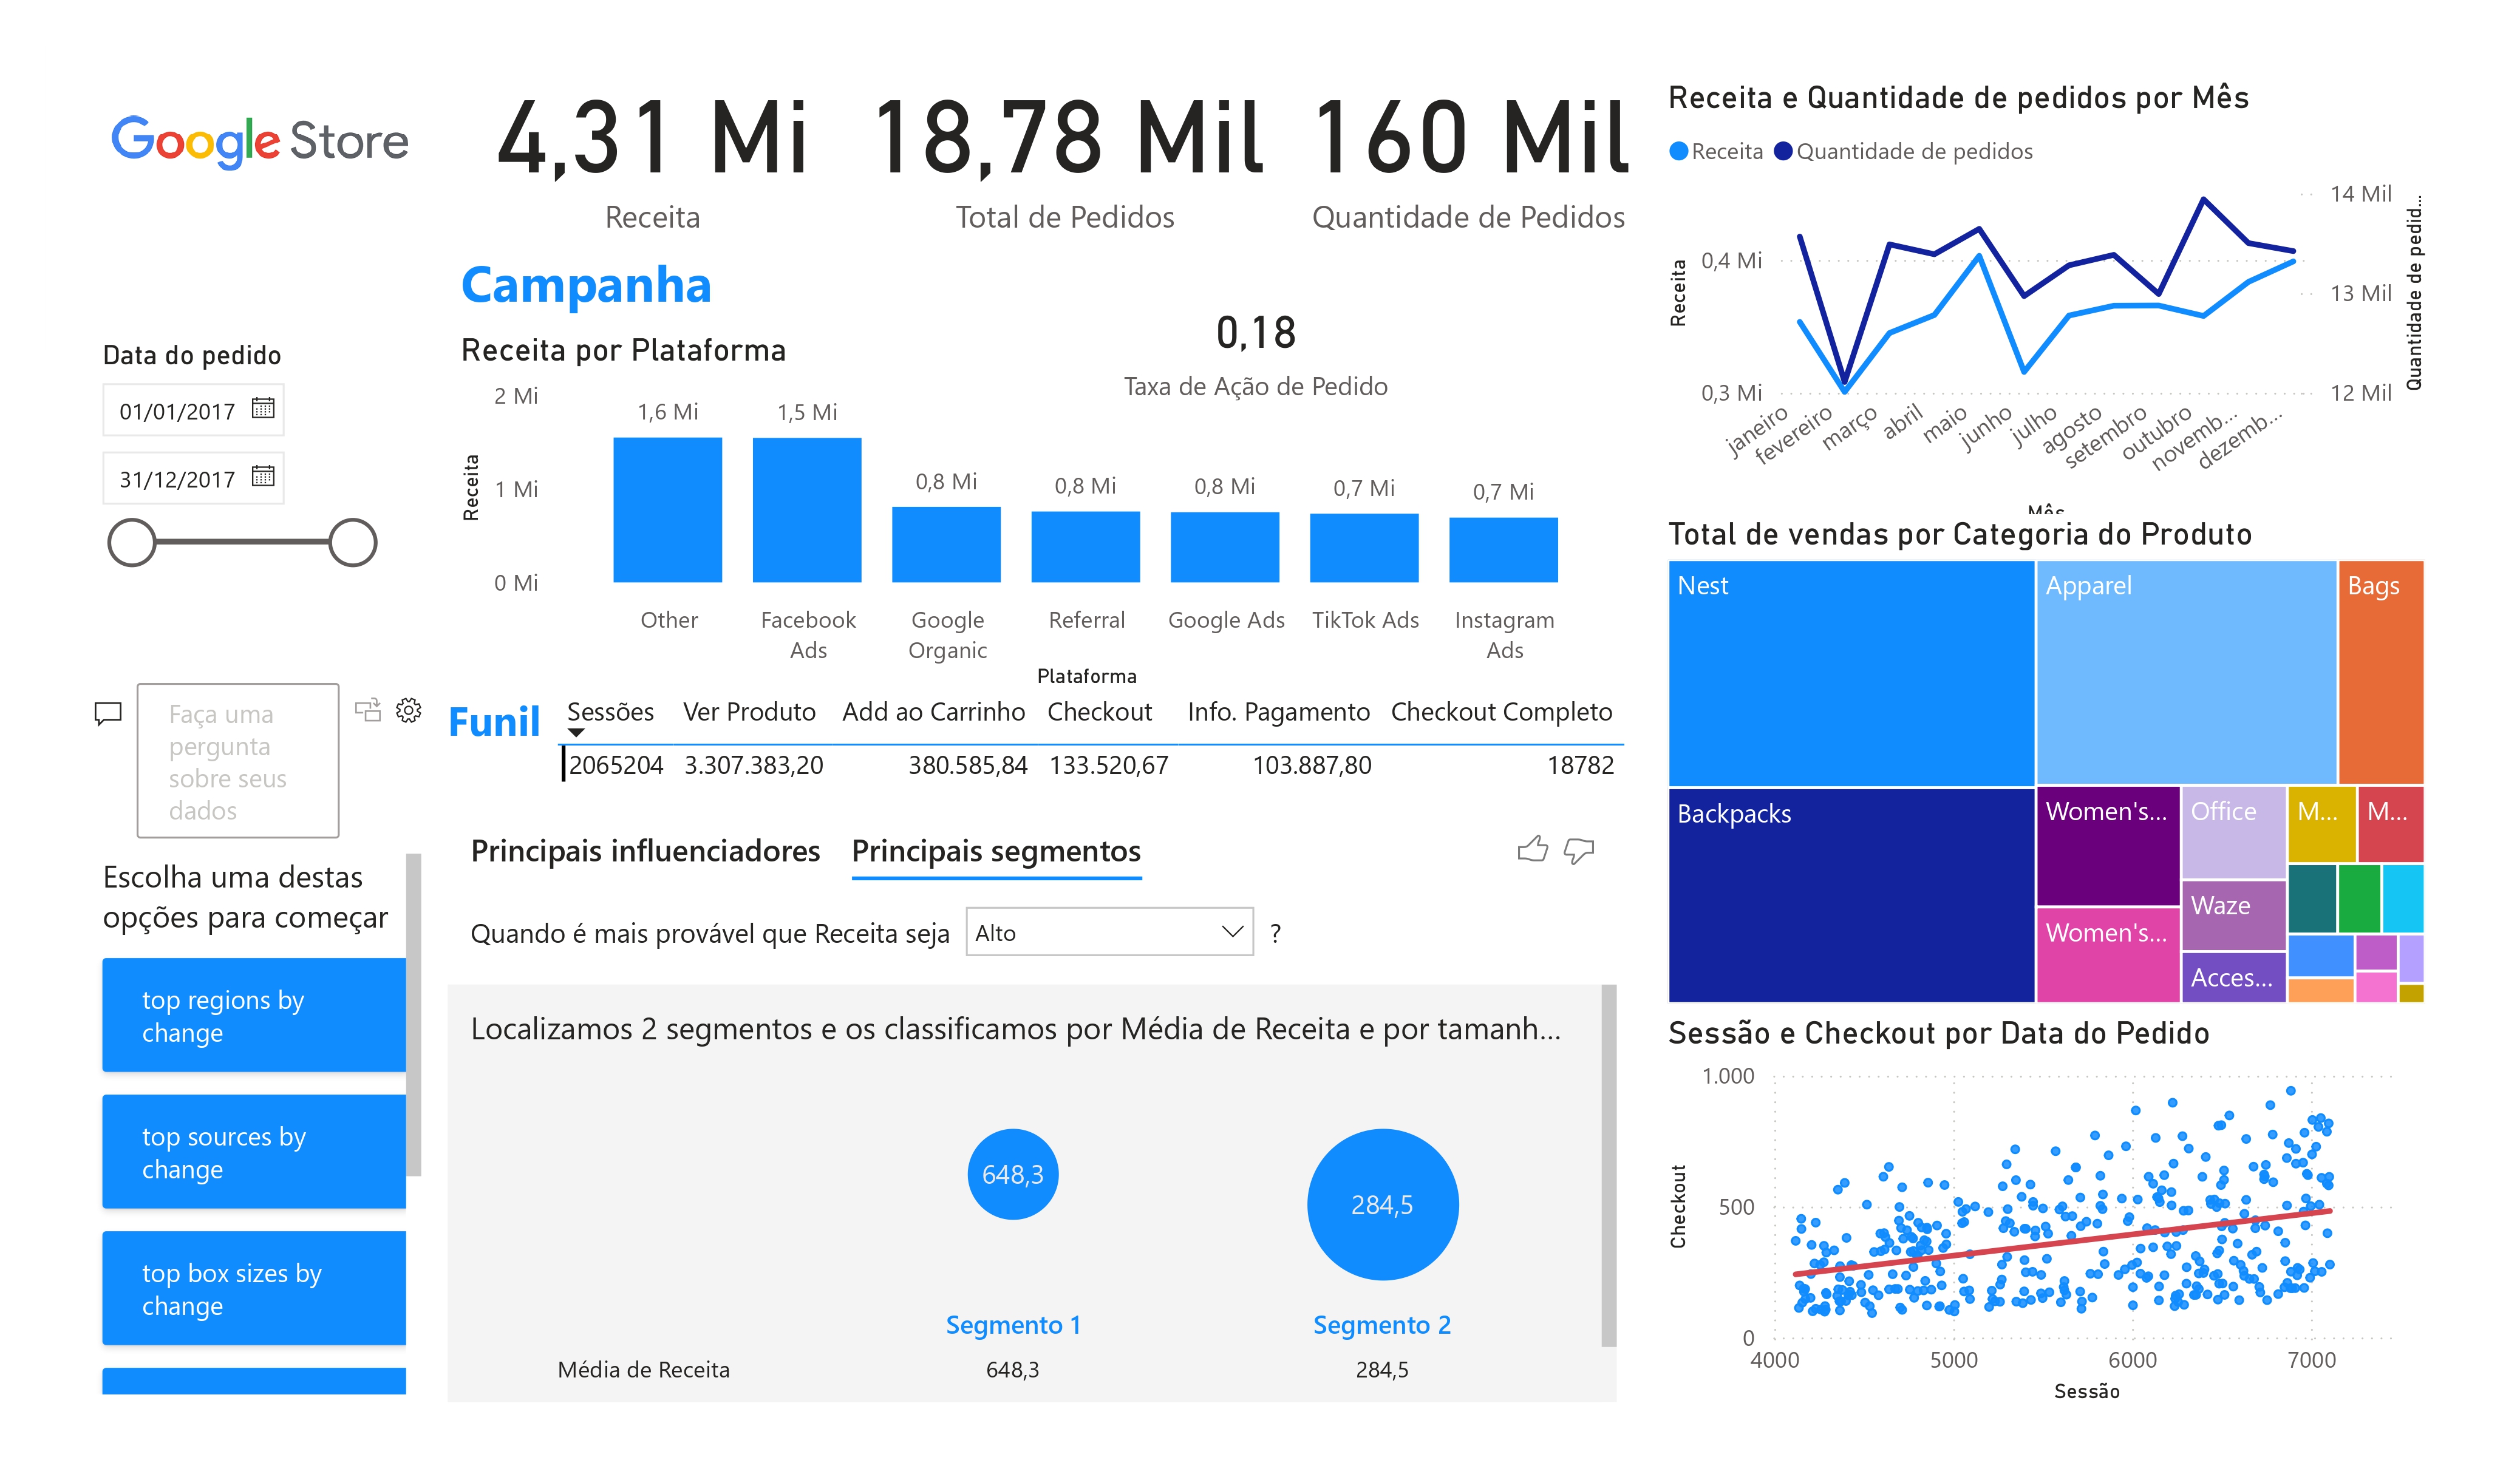 Google Store
4,31 Mi
Receita
18,78 Mil
Total de Pedidos
160 Mil
Quantidade de Pedidos
Data do pedido
01/01/2017
31/12/2017
Faça uma
pergunta
sobre seus
dados
Escolha uma destas
opções para começar
top regions by
change
top sources by
change
top box sizes by
change
Campanha
Receita por Plataforma
0,18
Taxa de Ação de Pedido
Receita
2 Mi
1 Mi
0 Mi
1,6 Mi
1,5 Mi
0,8 Mi
0,8 Mi
0,8 Mi
0,7 Mi
0,7 Mi
Other
Facebook
Ads
Google
Organic
Referral
Google Ads
TikTok Ads
Instagram
Ads
Plataforma
Funil
Sessões Ver Produto Add ao Carrinho Checkout Info. Pagamento Checkout Completo
2065204 3.307.383,20 380.585,84 133.520,67 103.887,80 18782
Principais influenciadores Principais segmentos
Quando é mais provável que Receita seja Alto ?
Localizamos 2 segmentos e os classificamos por Média de Receita e por tamanh...
648,3
284,5
Segmento 1
Segmento 2
Média de Receita 648,3 284,5
Receita e Quantidade de pedidos por Mês
Receita Quantidade de pedidos
Receita
0,4 Mi
0,3 Mi
14 Mil
13 Mil
12 Mil
Quantidade de pedid...
janeiro
fevereiro
março
abril
maio
junho
julho
agosto
setembro
outubro
novemb...
dezemb...
Mês
Total de vendas por Categoria do Produto
Nest
Apparel
Bags
Backpacks
Women's...
Office
M...
M...
Waze
Women's...
Acces...
Sessão e Checkout por Data do Pedido
Checkout
1.000
500
0
4000
5000
6000
7000
Sessão